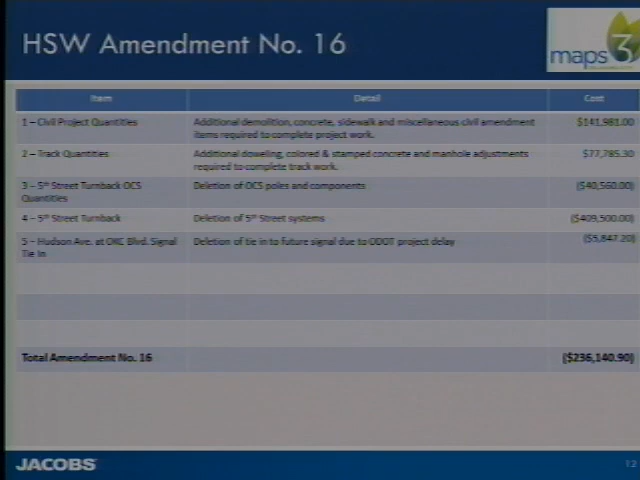 HSW Amendment No. 16
maps 3
Item Detail Cost
1 – Civil Project Quantities Additional demolition, concrete, sidewalk and miscellaneous civil amendment $141,981.00
items required to complete project work.
2 – Track Quantities Additional doweling, colored & stamped concrete and manhole adjustments $77,785.30
required to complete track work.
3 – 5th Street Turnback OCS Deletion of OCS poles and components ($40,560.00)
Quantities
4 – 5th Street Turnback Deletion of 5th Street systems ($409,500.00)
5 – Hudson Ave. at OKC Blvd. Signal Deletion of tie in to future signal due to ODOT project delay ($5,847.20)
Tie In
Total Amendment No. 16 ($236,140.90)
JACOBS